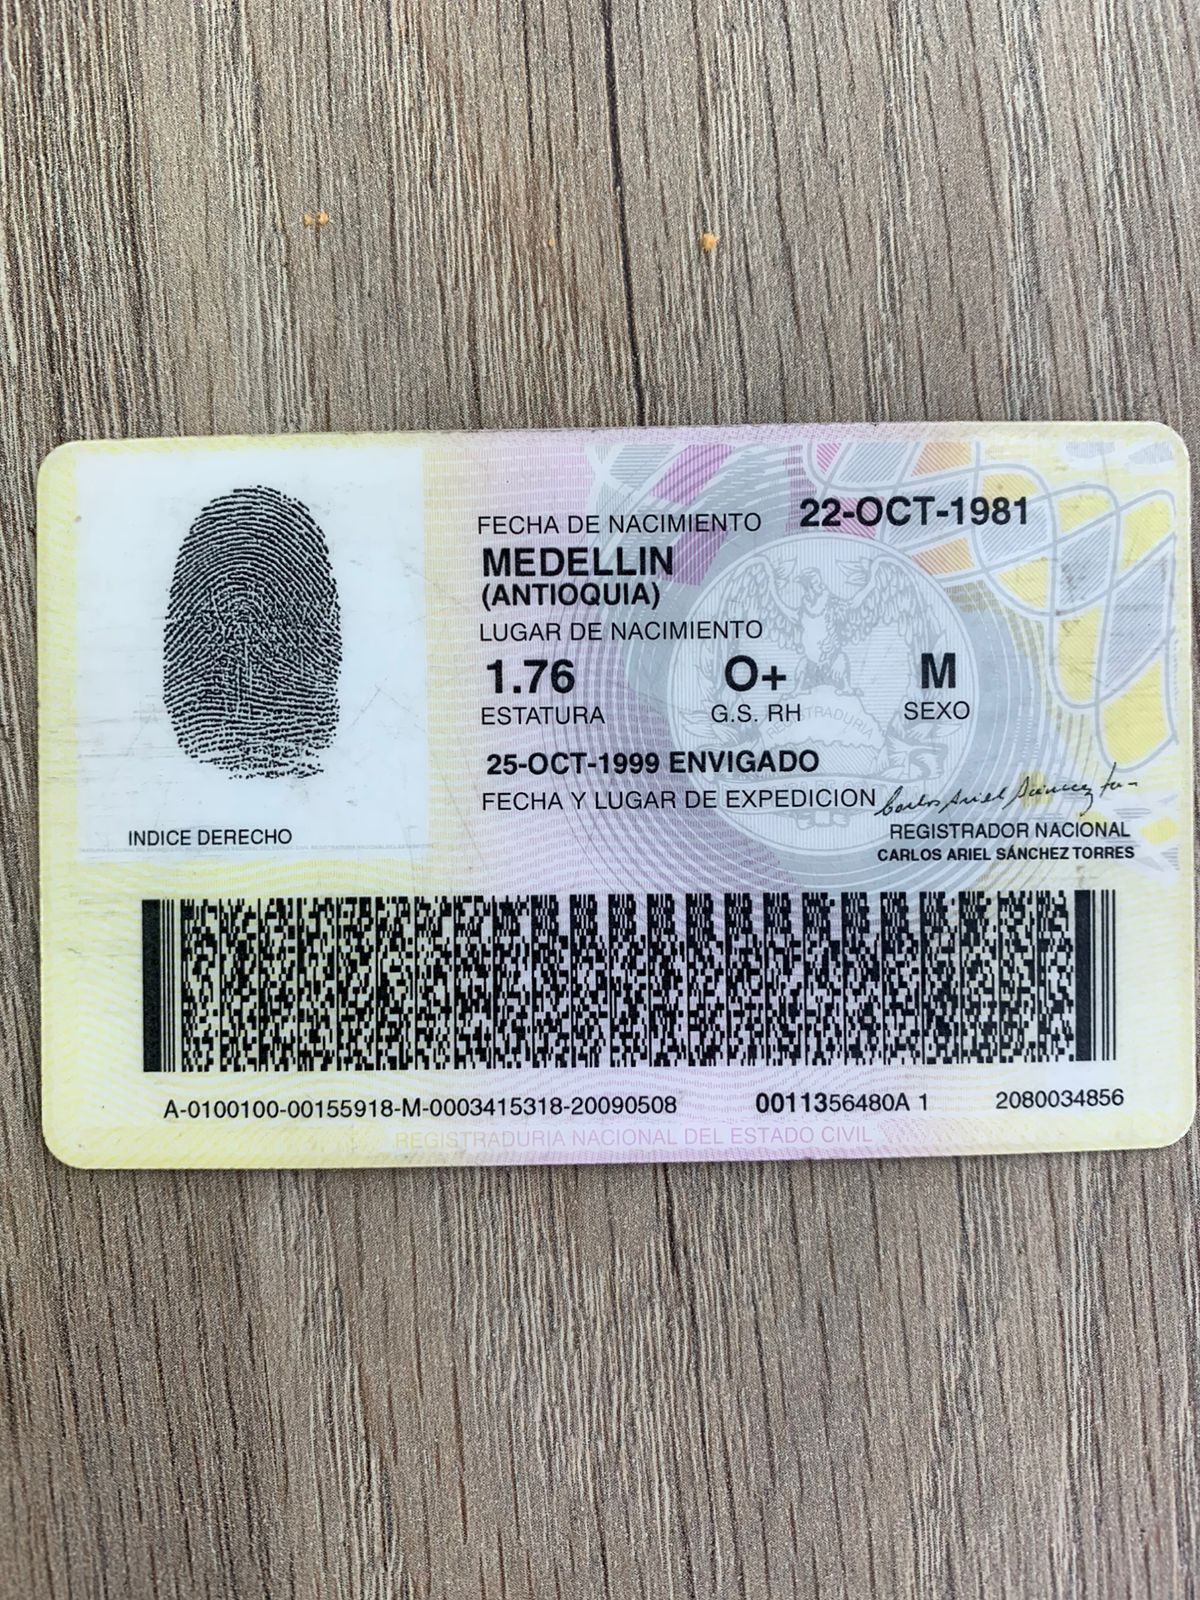 FECHA DE NACIMIENTO 22-OCT-1981
MEDELLIN
(ANTIOQUIA)
LUGAR DE NACIMIENTO
1.76 O+ M
ESTATURA G.S. RH SEXO
25-OCT-1999 ENVIGADO
FECHA Y LUGAR DE EXPEDICION
INDICE DERECHO
REGISTRADOR NACIONAL
CARLOS ARIEL SÁNCHEZ TORRES
A-0100100-00155918-M-0003415318-20090508 0011356480A 1 2080034856
REGISTRADURIA NACIONAL DEL ESTADO CIVIL